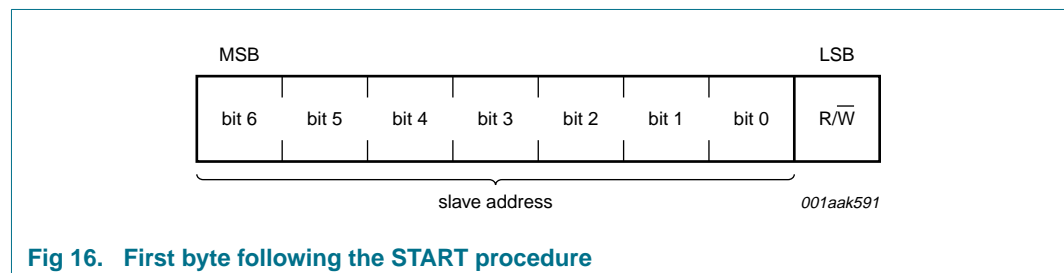 MSB LSB
bit 6 bit 5 bit 4 bit 3 bit 2 bit 1 bit 0 R/W̅
slave address 001aak591
Fig 16. First byte following the START procedure